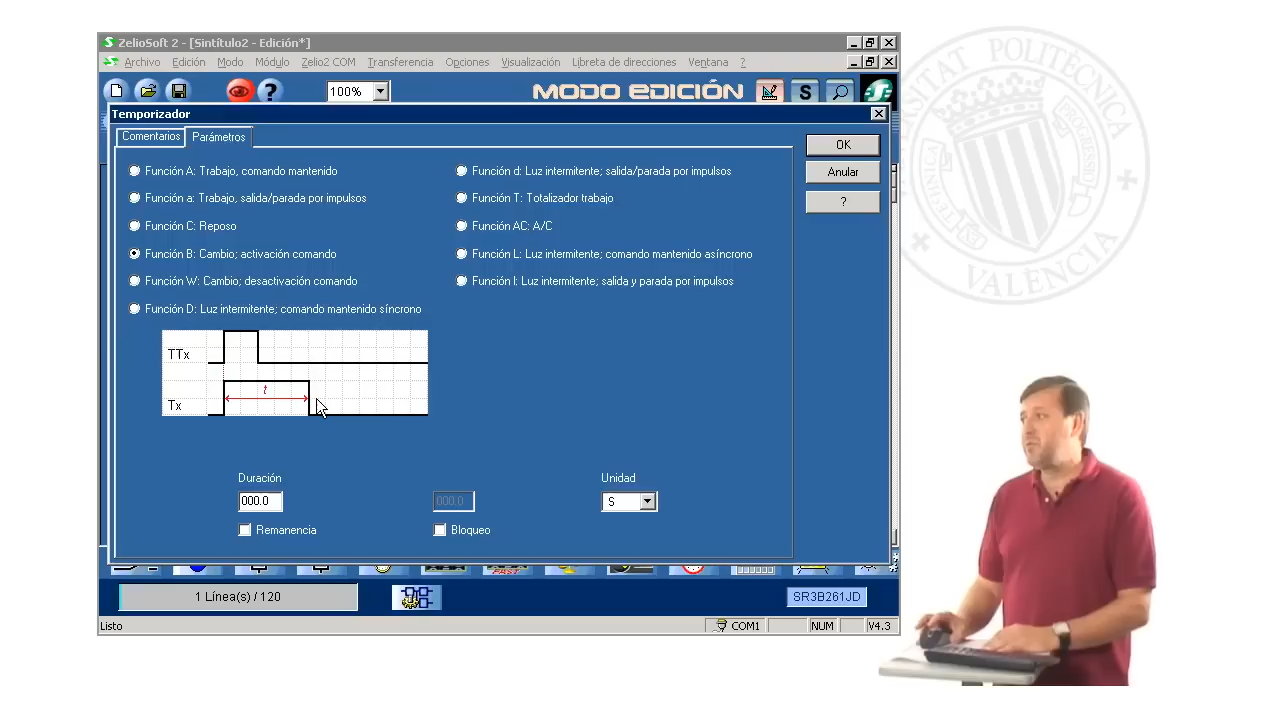 ZelioSoft 2 - [Sintítulo2 - Edición*]
Archivo Edición Modo Módulo Zelio2 COM Transferencia Opciones Visualización Libreta de direcciones Ventana ?
100% MODO EDICIÓN S
Temporizador
Comentarios Parámetros
Función A: Trabajo, comando mantenido
Función a: Trabajo, salida/parada por impulsos
Función C: Reposo
Función B: Cambio; activación comando
Función W: Cambio; desactivación comando
Función D: Luz intermitente; comando mantenido síncrono
Función d: Luz intermitente; salida/parada por impulsos
Función T: Totalizador trabajo
Función AC: A/C
Función L: Luz intermitente; comando mantenido asíncrono
Función l: Luz intermitente; salida y parada por impulsos
OK
Anular
?
TTx
t
Tx
Duración Unidad
000.0 000.0 S
Remanencia Bloqueo
1 Línea(s) / 120 SR3B261JD
Listo COM1 NUM V4.3
POLITÈCNICA
VALÈNCIA